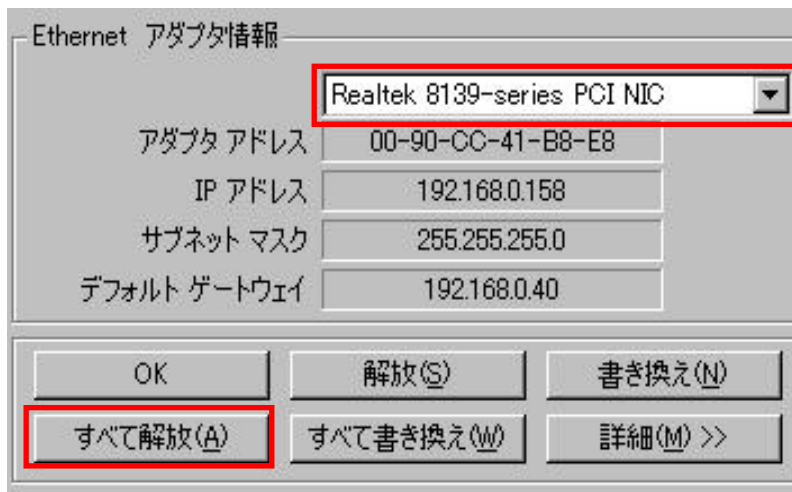 Ethernet アダプタ情報
Realtek 8139-series PCI NIC
アダプタ アドレス 00-90-CC-41-B8-E8
IP アドレス 192.168.0.158
サブネット マスク 255.255.255.0
デフォルト ゲートウェイ 192.168.0.40
OK 解放(S) 書き換え(N)
すべて解放(A) すべて書き換え(W) 詳細(M) >>